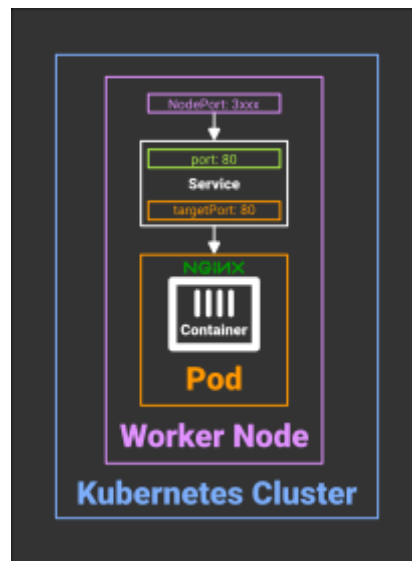 NodePort: 3xxx
port: 80
Service
targetPort: 80
NGINX
Container
Pod
Worker Node
Kubernetes Cluster